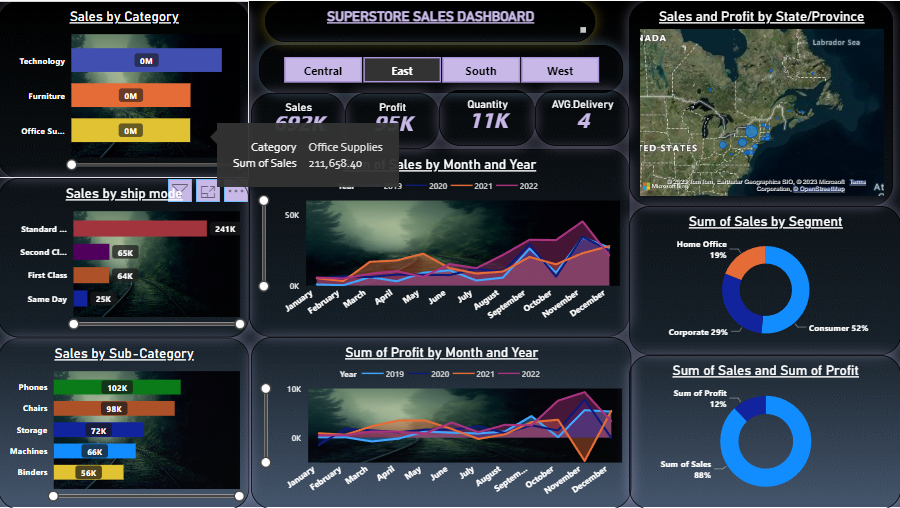 Sales by Category
Technology
0M
Furniture
0M
Office Su...
0M
SUPERSTORE SALES DASHBOARD
Central
East
South
West
Sales
692K
Profit
95K
Quantity
11K
AVG.Delivery
4
Category Office Supplies
Sum of Sales 211,658.40
Sales and Profit by State/Province
NADA
Labrador Sea
TED STATES
Microsoft
© 2023 TomTom, Earthstar Geographics SIO, © 2023 Microsoft Corporation, © OpenStreetMap Terms
Sales by ship mode
Standard ...
241K
Second Cl...
65K
First Class
64K
Same Day
25K
of Sales by Month and Year
Year 2019 2020 2021 2022
50K
0K
January
February
March
April
May
June
July
August
September
October
November
December
Sum of Sales by Segment
Home Office
19%
Corporate 29%
Consumer 52%
Sales by Sub-Category
Phones
102K
Chairs
98K
Storage
72K
Machines
66K
Binders
56K
Sum of Profit by Month and Year
Year 2019 2020 2021 2022
10K
0K
January
February
March
April
May
June
July
August
Septem...
October
November
December
Sum of Sales and Sum of Profit
Sum of Profit
12%
Sum of Sales
88%